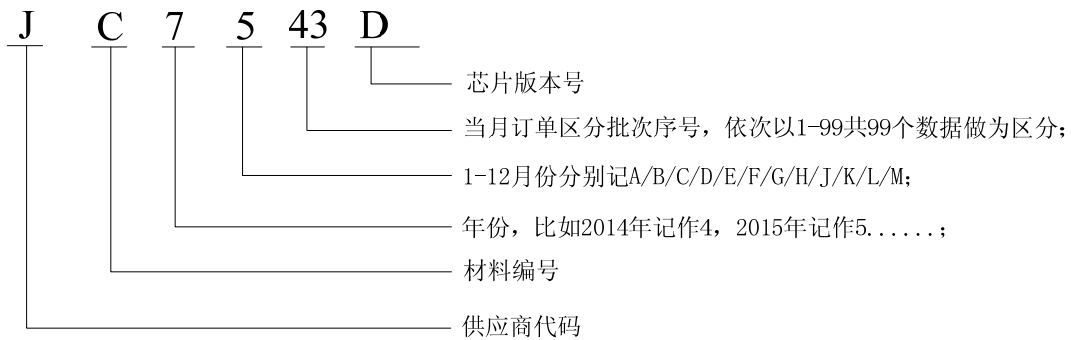 J C 7 5 43 D
芯片版本号
当月订单区分批次序号，依次以1-99共99个数据做为区分；
1-12月份分别记A/B/C/D/E/F/G/H/J/K/L/M；
年份，比如2014年记作4，2015年记作5......；
材料编号
供应商代码